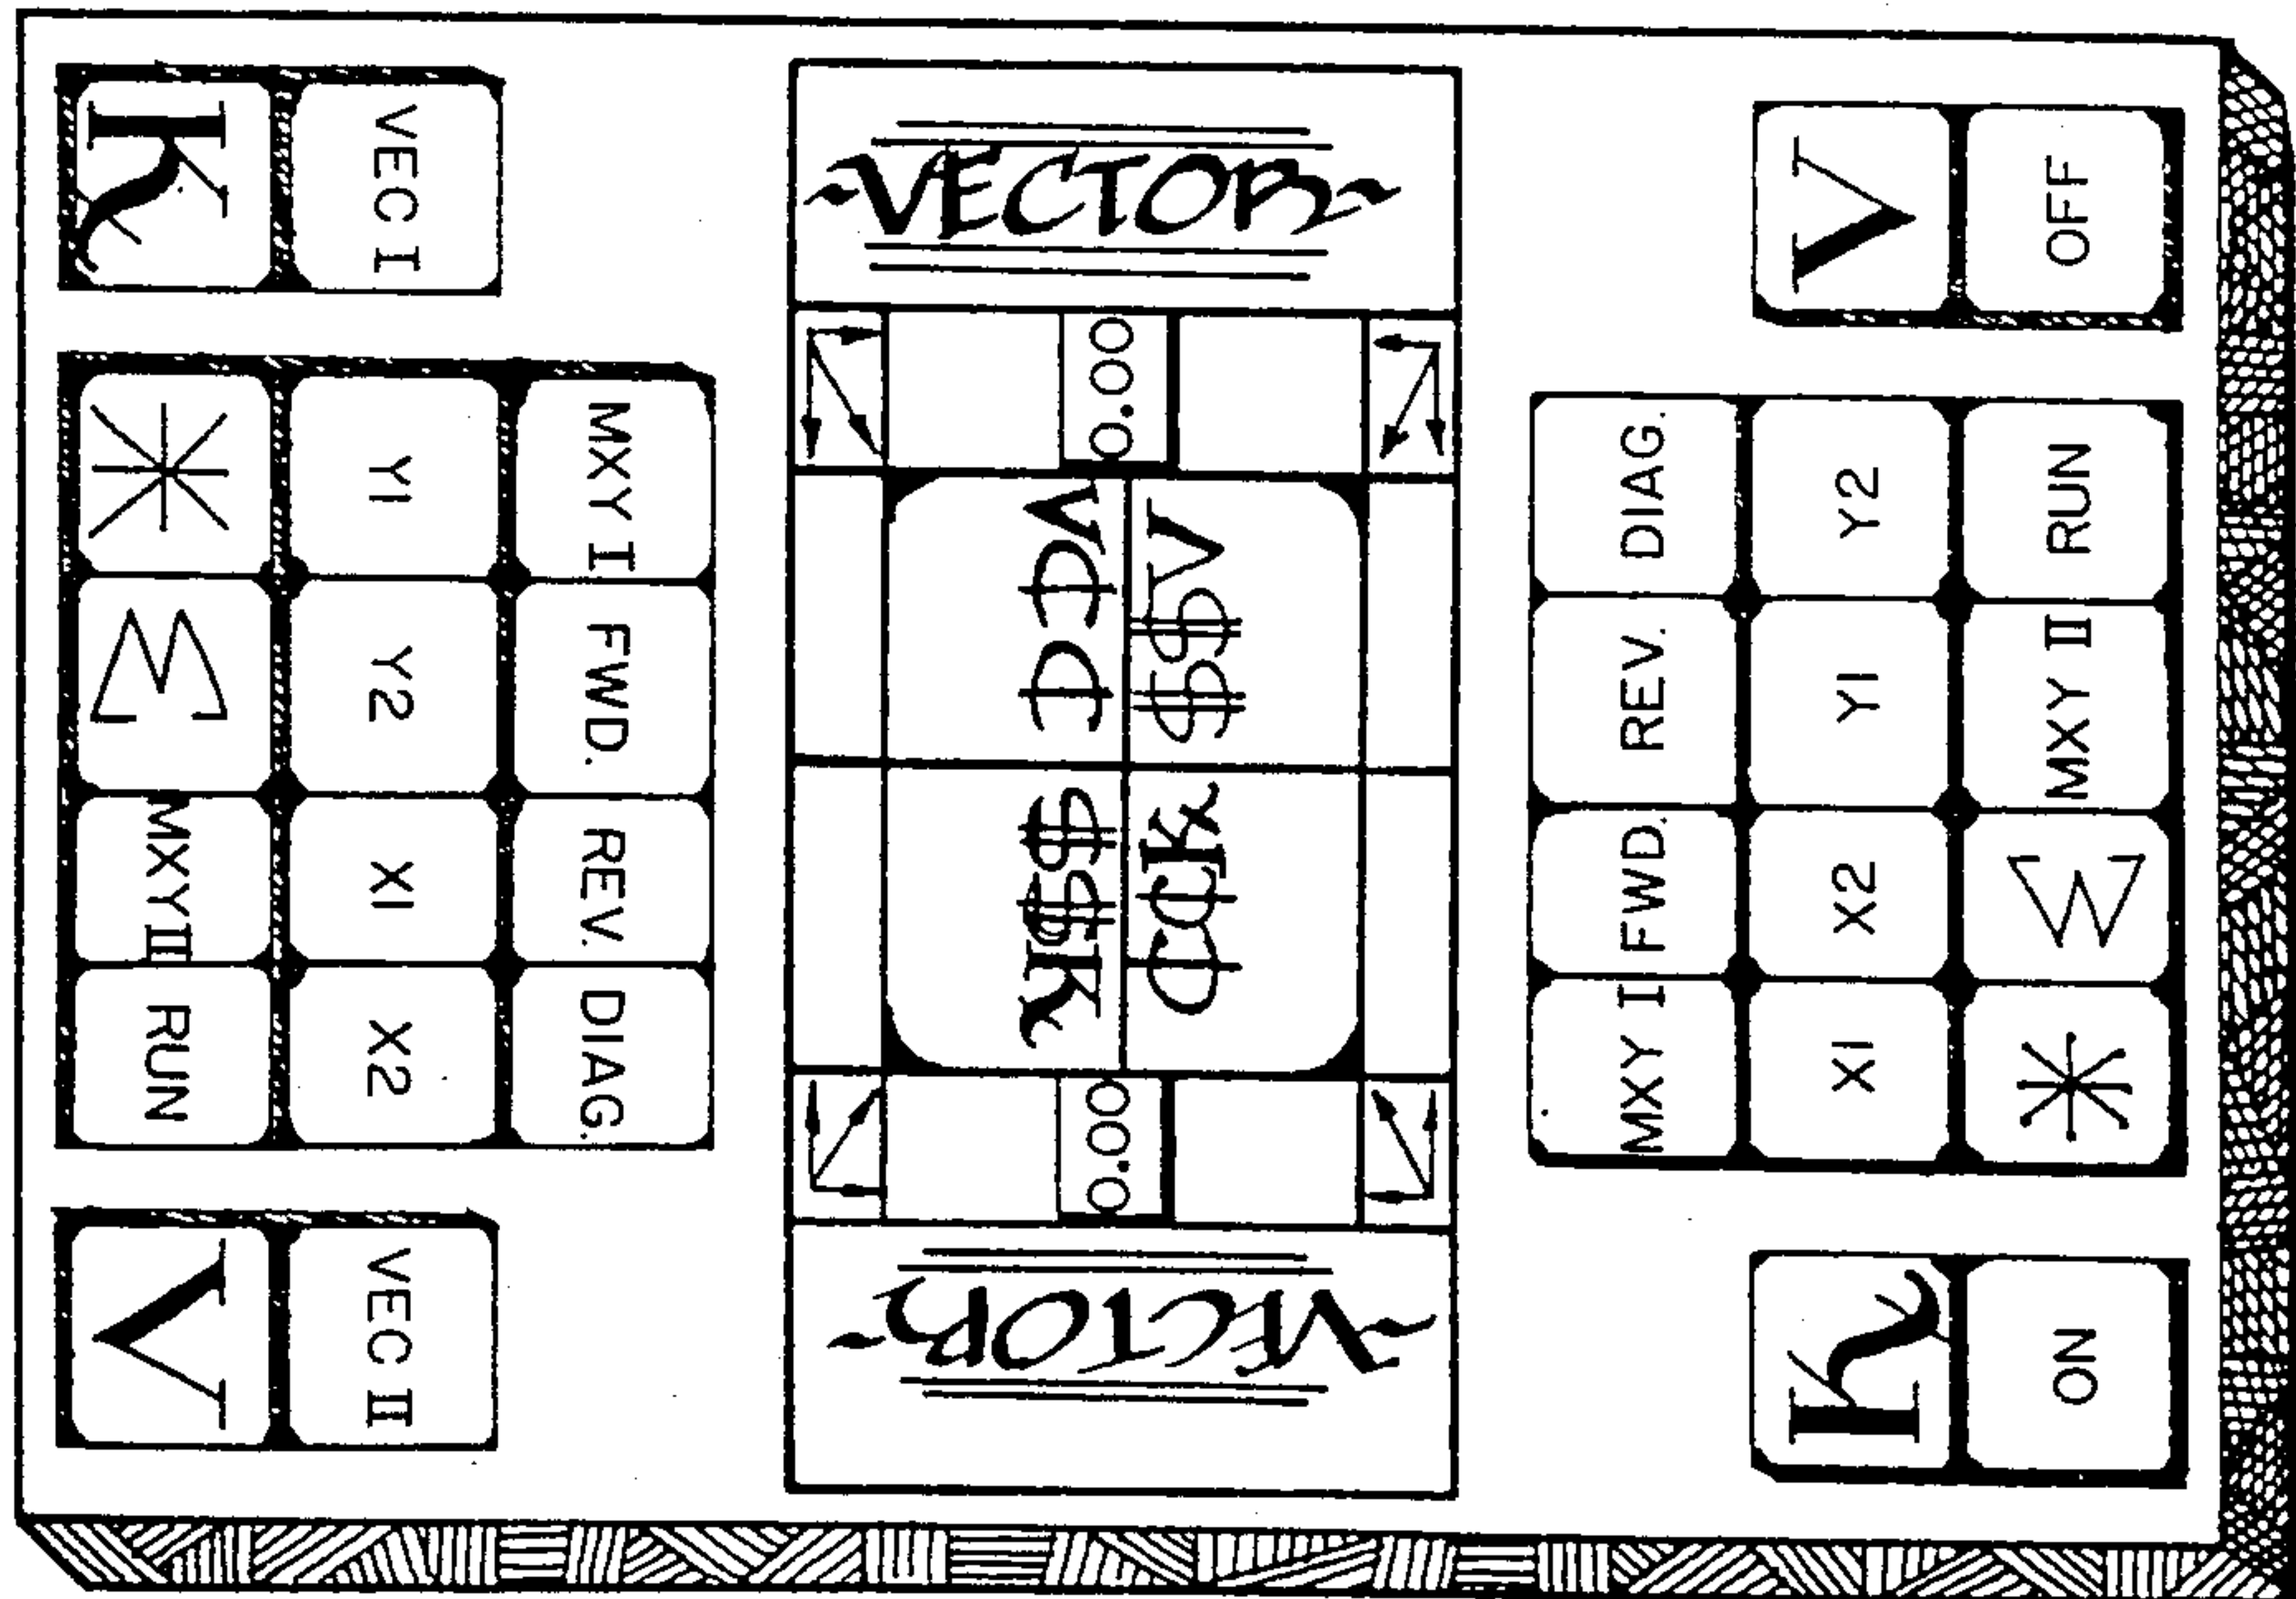 ~VECTOR~
K
VEC I
V
OFF
0.00
0.00
*
Y1
MXY I
Σ
Y2
FWD.
MXY II
X1
REV.
RUN
X2
DIAG.
V₵₵
$$V
$$K
₵₵K
DIAG.
Y2
RUN
REV.
Y1
MXY II
FWD.
X2
Σ
MXY I
X1
*
V
VEC II
~VECTOR~
K
ON